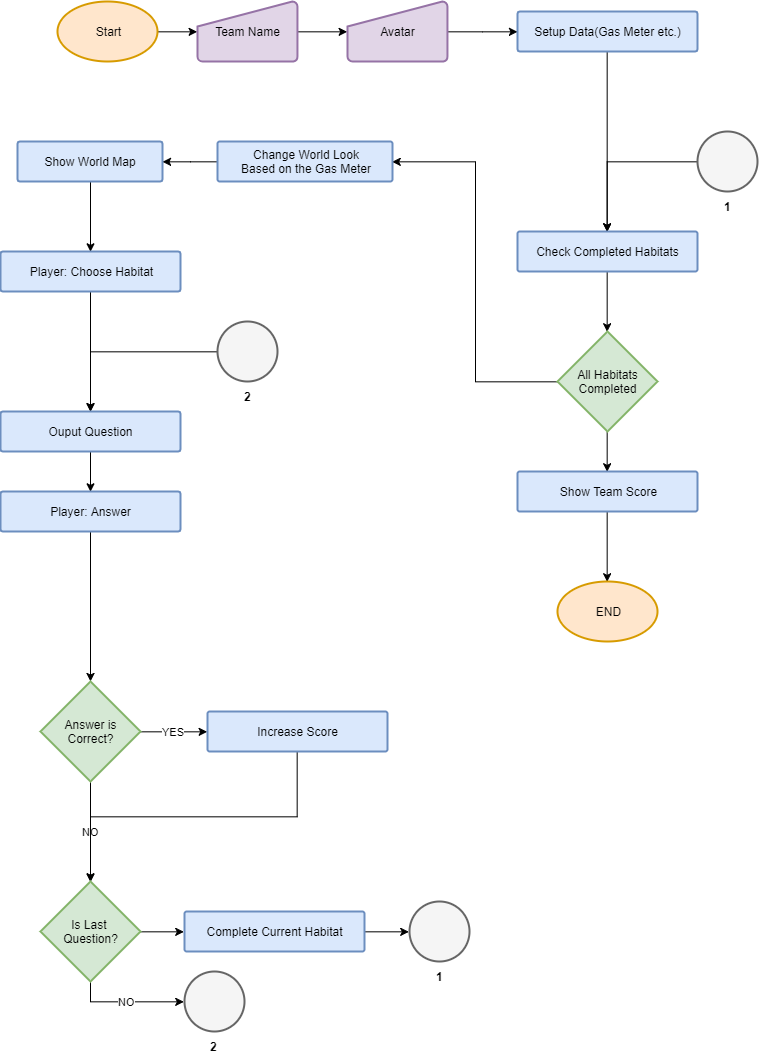 Start
Team Name
Avatar
Setup Data(Gas Meter etc.)
Show World Map
Change World Look
Based on the Gas Meter
1
Check Completed Habitats
Player: Choose Habitat
2
All Habitats
Completed
Ouput Question
Show Team Score
Player: Answer
END
Answer is
Correct?
YES
Increase Score
NO
Is Last
Question?
Complete Current Habitat
1
NO
2